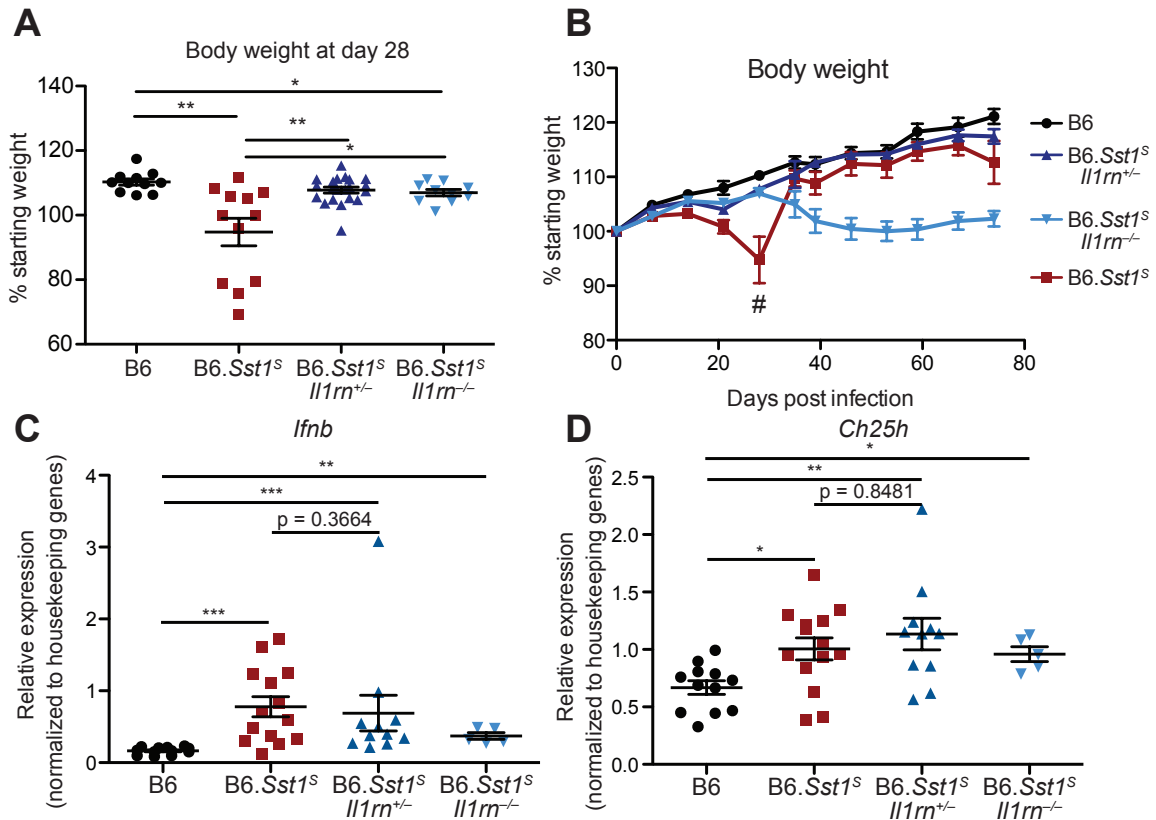 A
Body weight at day 28
% starting weight
140
120
100
80
60
*
**
**
*
B6
B6.Sst1ˢ
B6.Sst1ˢ
Il1rn⁺/⁻
B6.Sst1ˢ
Il1rn⁻/⁻
B
Body weight
% starting weight
130
120
110
100
90
80
#
0
20
40
60
80
Days post infection
B6
B6.Sst1ˢ
Il1rn⁺/⁻
B6.Sst1ˢ
Il1rn⁻/⁻
B6.Sst1ˢ
C
Ifnb
Relative expression
(normalized to housekeeping genes)
4
3
2
1
0
**
***
p = 0.3664
***
B6
B6.Sst1ˢ
B6.Sst1ˢ
Il1rn⁺/⁻
B6.Sst1ˢ
Il1rn⁻/⁻
D
Ch25h
Relative expression
(normalized to housekeeping genes)
2.5
2.0
1.5
1.0
0.5
0.0
*
**
p = 0.8481
*
B6
B6.Sst1ˢ
B6.Sst1ˢ
Il1rn⁺/⁻
B6.Sst1ˢ
Il1rn⁻/⁻